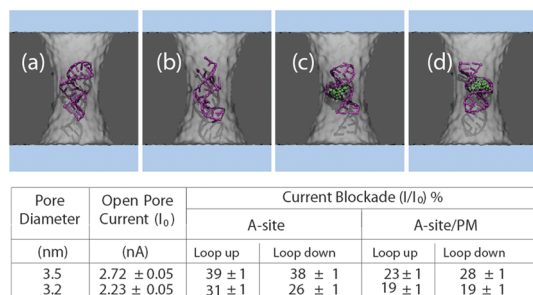 (a) (b) (c) (d)
Pore Diameter Open Pore Current (I₀) Current Blockade (I/I₀) %
A-site A-site/PM
(nm) (nA) Loop up Loop down Loop up Loop down
3.5 2.72 ± 0.05 39 ± 1 38 ± 1 23 ± 1 28 ± 1
3.2 2.23 ± 0.05 31 ± 1 26 ± 1 19 ± 1 19 ± 1